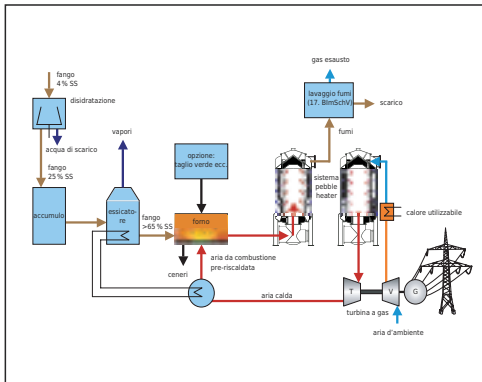 gas esausto
fango
4% SS
lavaggio fumi
(17. BImSchV)
scarico
disidratazione
vapori
opzione:
taglio verde ecc.
fumi
acqua di scarico
fango
25% SS
sistema
pebble
heater
accumulo
essicato-
re
fango
>65% SS
forno
calore utilizzabile
aria da combustione
pre-riscaldata
ceneri
aria calda
T
V
G
turbina a gas
aria d'ambiente